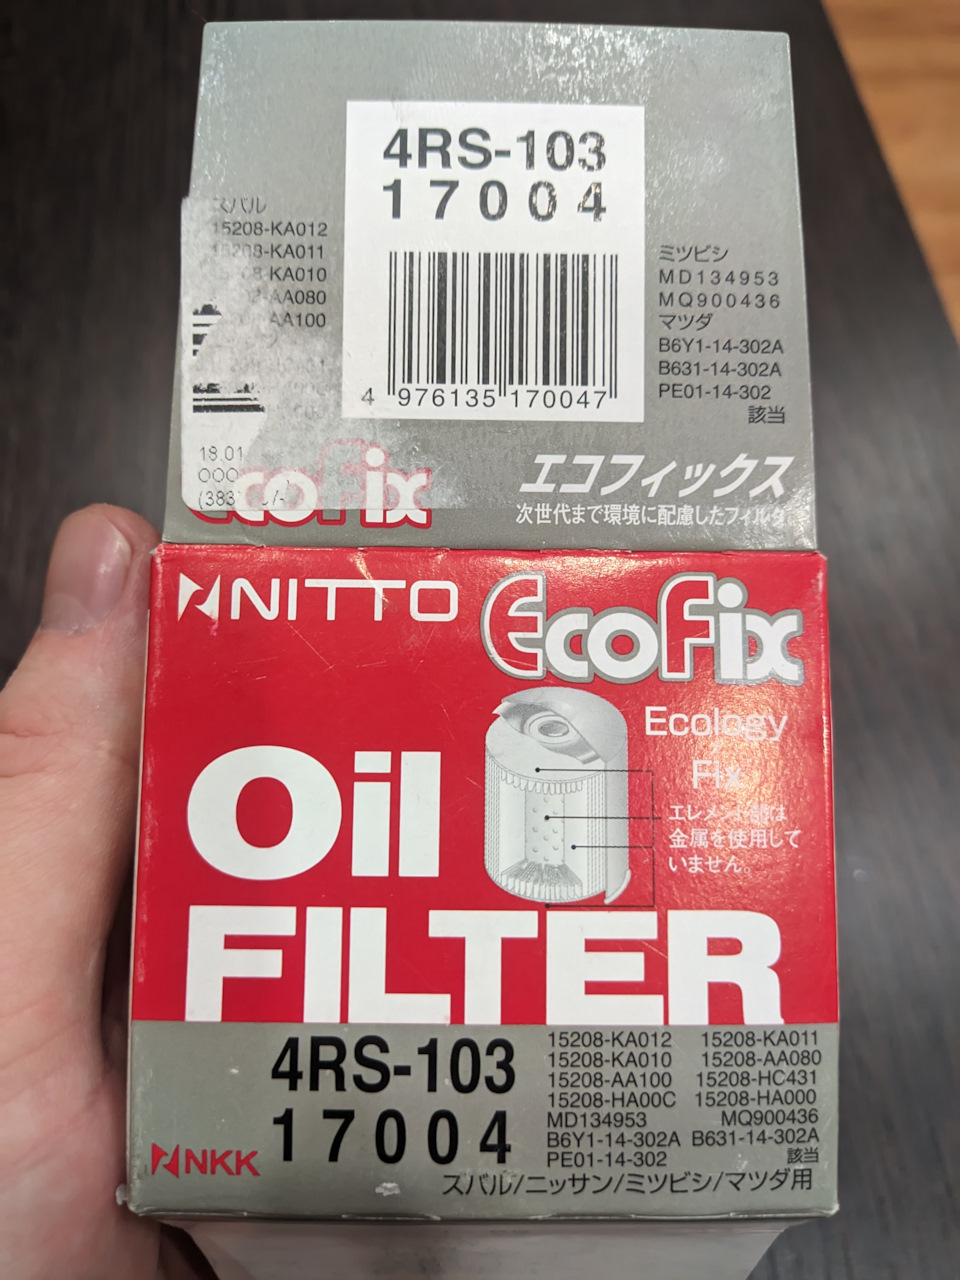 4RS-103
17004
スバル
15208-KA012
15208-KA011
-KA010
-AA080
AA100
ミツビシ
MD134953
MQ900436
マツダ
B6Y1-14-302A
B631-14-302A
PE01-14-302
該当
4 976135 170047
18.01
(383
EcoFix
エコフィックス
次世代まで環境に配慮したフィルタ
NITTO
EcoFix
Ecology
Fix
エレメント部は
金属を使用して
いません。
Oil
FILTER
4RS-103
17004
15208-KA012 15208-KA011
15208-KA010 15208-AA080
15208-AA100 15208-HC431
15208-HA00C 15208-HA000
MD134953 MQ900436
B6Y1-14-302A B631-14-302A
PE01-14-302 該当
NKK
スバル/ニッサン/ミツビシ/マツダ用